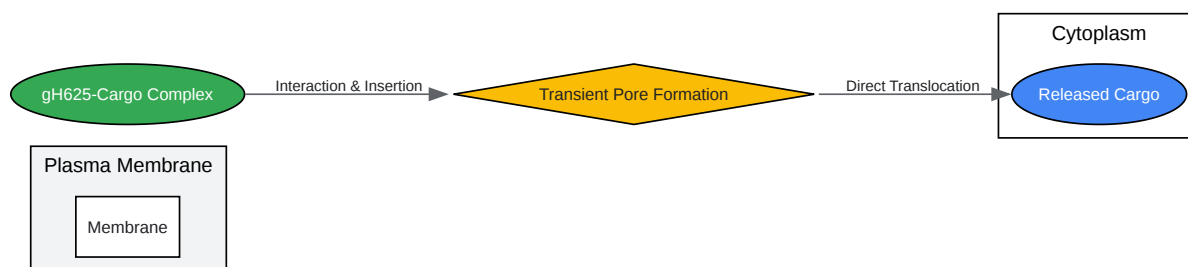 gH625-Cargo Complex
Interaction & Insertion
Transient Pore Formation
Direct Translocation
Cytoplasm
Released Cargo
Plasma Membrane
Membrane